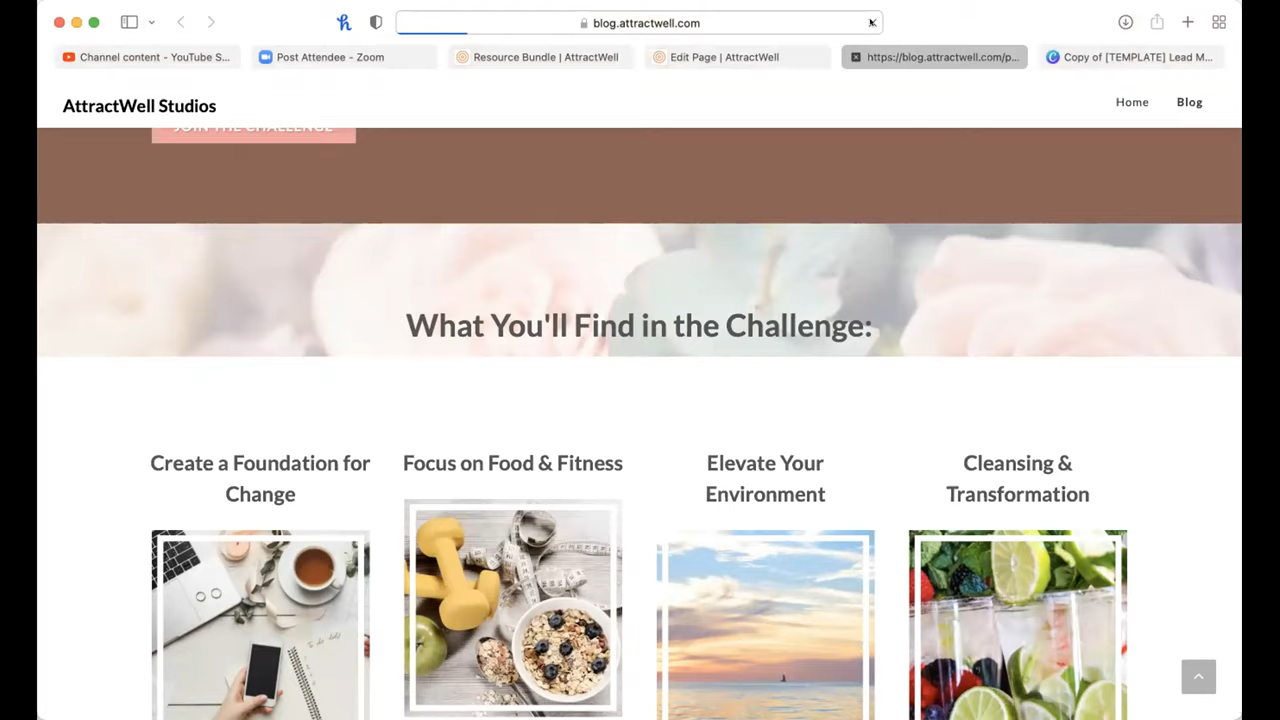 blog.attractwell.com
Channel content - YouTube S...
Post Attendee - Zoom
Resource Bundle | AttractWell
Edit Page | AttractWell
https://blog.attractwell.com/p...
Copy of [TEMPLATE] Lead M...
AttractWell Studios
Home
Blog
JOIN THE CHALLENGE
What You'll Find in the Challenge:
Create a Foundation for
Change
Focus on Food & Fitness
Elevate Your
Environment
Cleansing &
Transformation